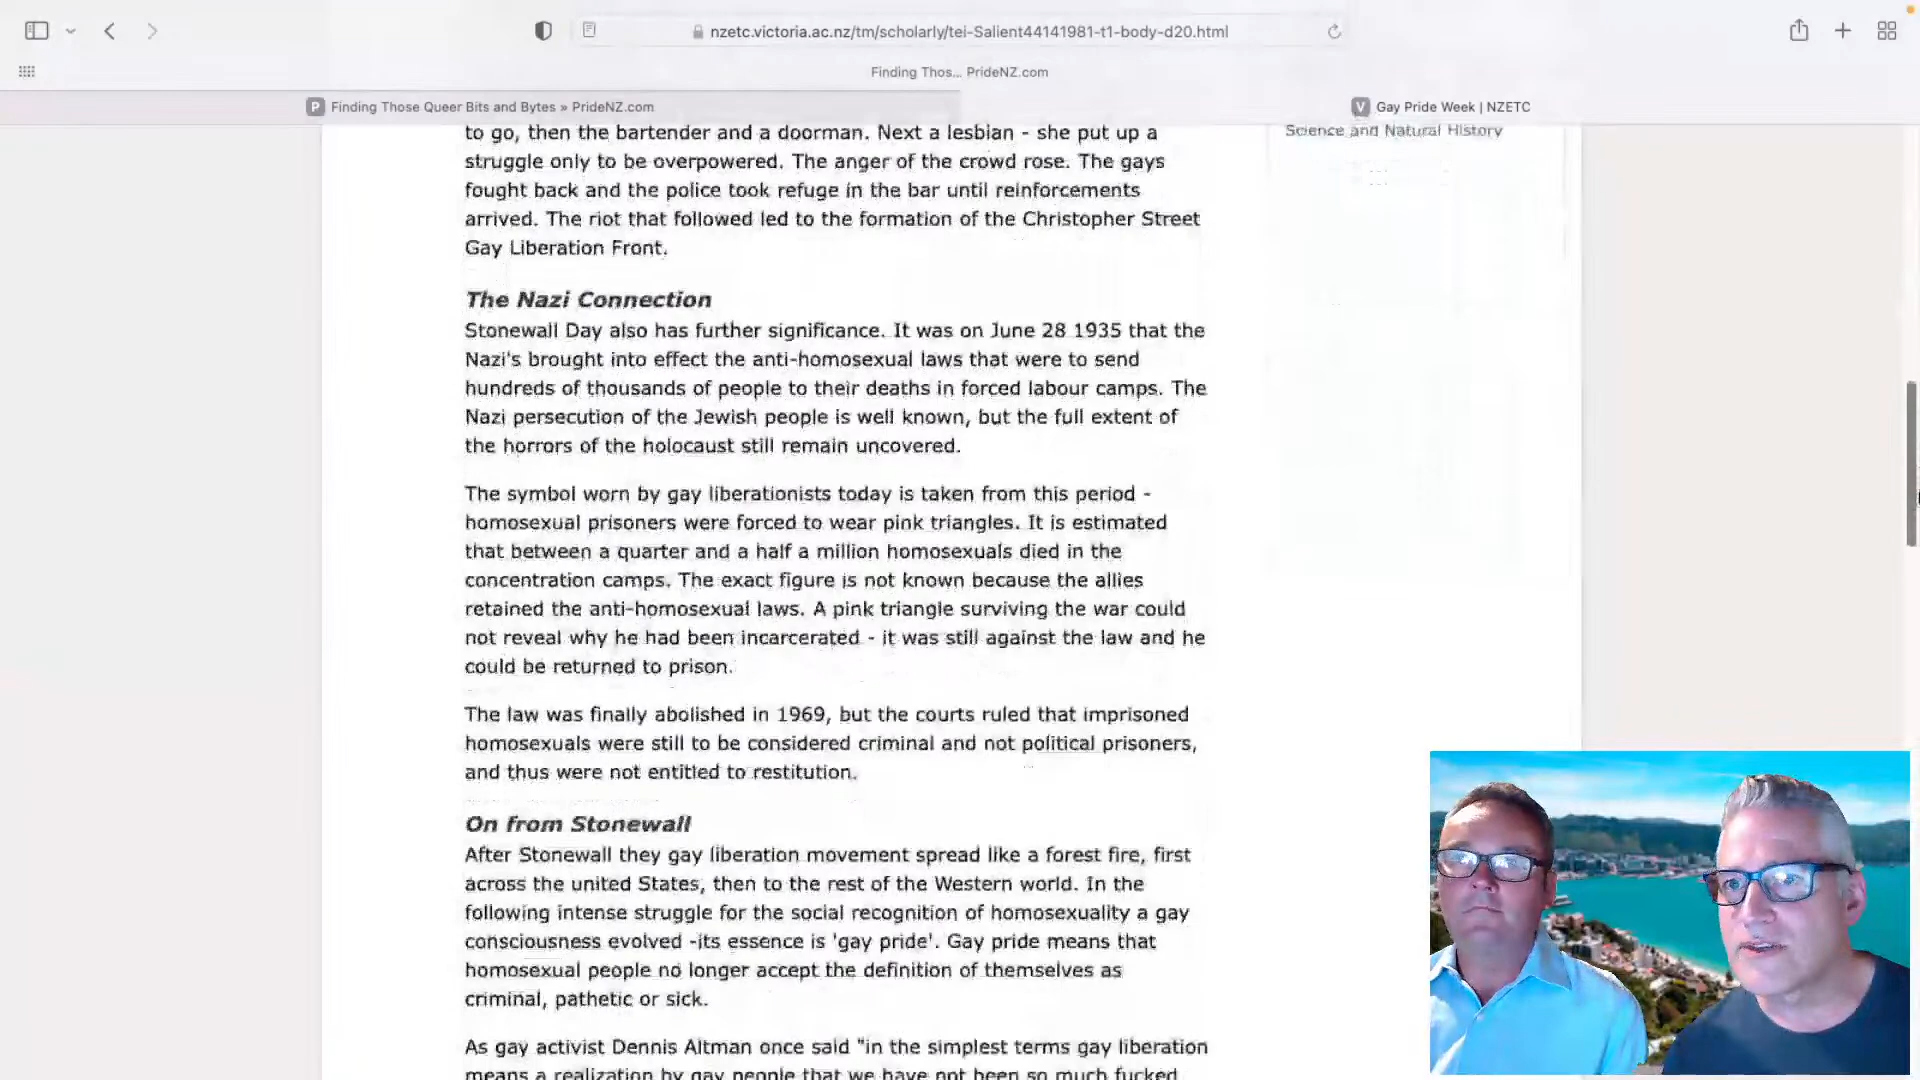 nzetc.victoria.ac.nz/tm/scholarly/tei-Salient44141981-t1-body-d20.html
Finding Thos... PrideNZ.com
P Finding Those Queer Bits and Bytes » PrideNZ.com
V Gay Pride Week | NZETC
to go, then the bartender and a doorman. Next a lesbian - she put up a
struggle only to be overpowered. The anger of the crowd rose. The gays
fought back and the police took refuge in the bar until reinforcements
arrived. The riot that followed led to the formation of the Christopher Street
Gay Liberation Front.
Science and Natural History
The Nazi Connection
Stonewall Day also has further significance. It was on June 28 1935 that the
Nazi's brought into effect the anti-homosexual laws that were to send
hundreds of thousands of people to their deaths in forced labour camps. The
Nazi persecution of the Jewish people is well known, but the full extent of
the horrors of the holocaust still remain uncovered.
The symbol worn by gay liberationists today is taken from this period -
homosexual prisoners were forced to wear pink triangles. It is estimated
that between a quarter and a half a million homosexuals died in the
concentration camps. The exact figure is not known because the allies
retained the anti-homosexual laws. A pink triangle surviving the war could
not reveal why he had been incarcerated - it was still against the law and he
could be returned to prison.
The law was finally abolished in 1969, but the courts ruled that imprisoned
homosexuals were still to be considered criminal and not political prisoners,
and thus were not entitled to restitution.
On from Stonewall
After Stonewall they gay liberation movement spread like a forest fire, first
across the united States, then to the rest of the Western world. In the
following intense struggle for the social recognition of homosexuality a gay
consciousness evolved -its essence is 'gay pride'. Gay pride means that
homosexual people no longer accept the definition of themselves as
criminal, pathetic or sick.
As gay activist Dennis Altman once said "in the simplest terms gay liberation
means a realization by gay people that we have not been so much fucked